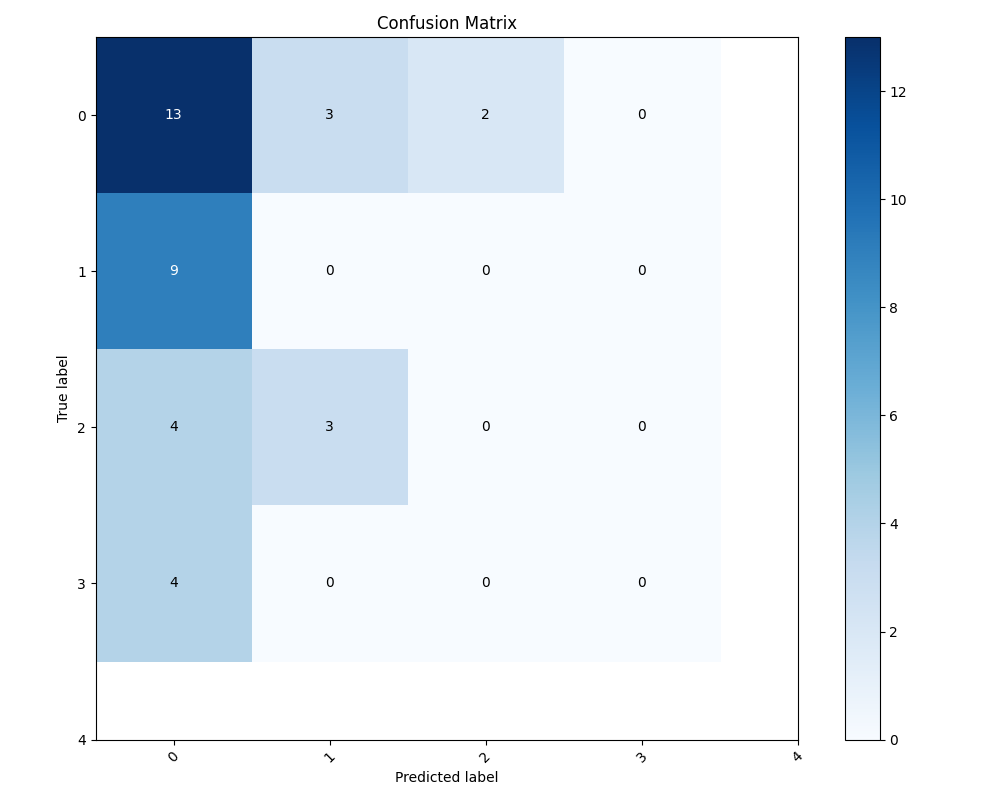 Confusion Matrix
0 13 3 2 0
1 9 0 0 0
2 4 3 0 0
3 4 0 0 0
4
0 1 2 3 4
Predicted label
True label
12
10
8
6
4
2
0